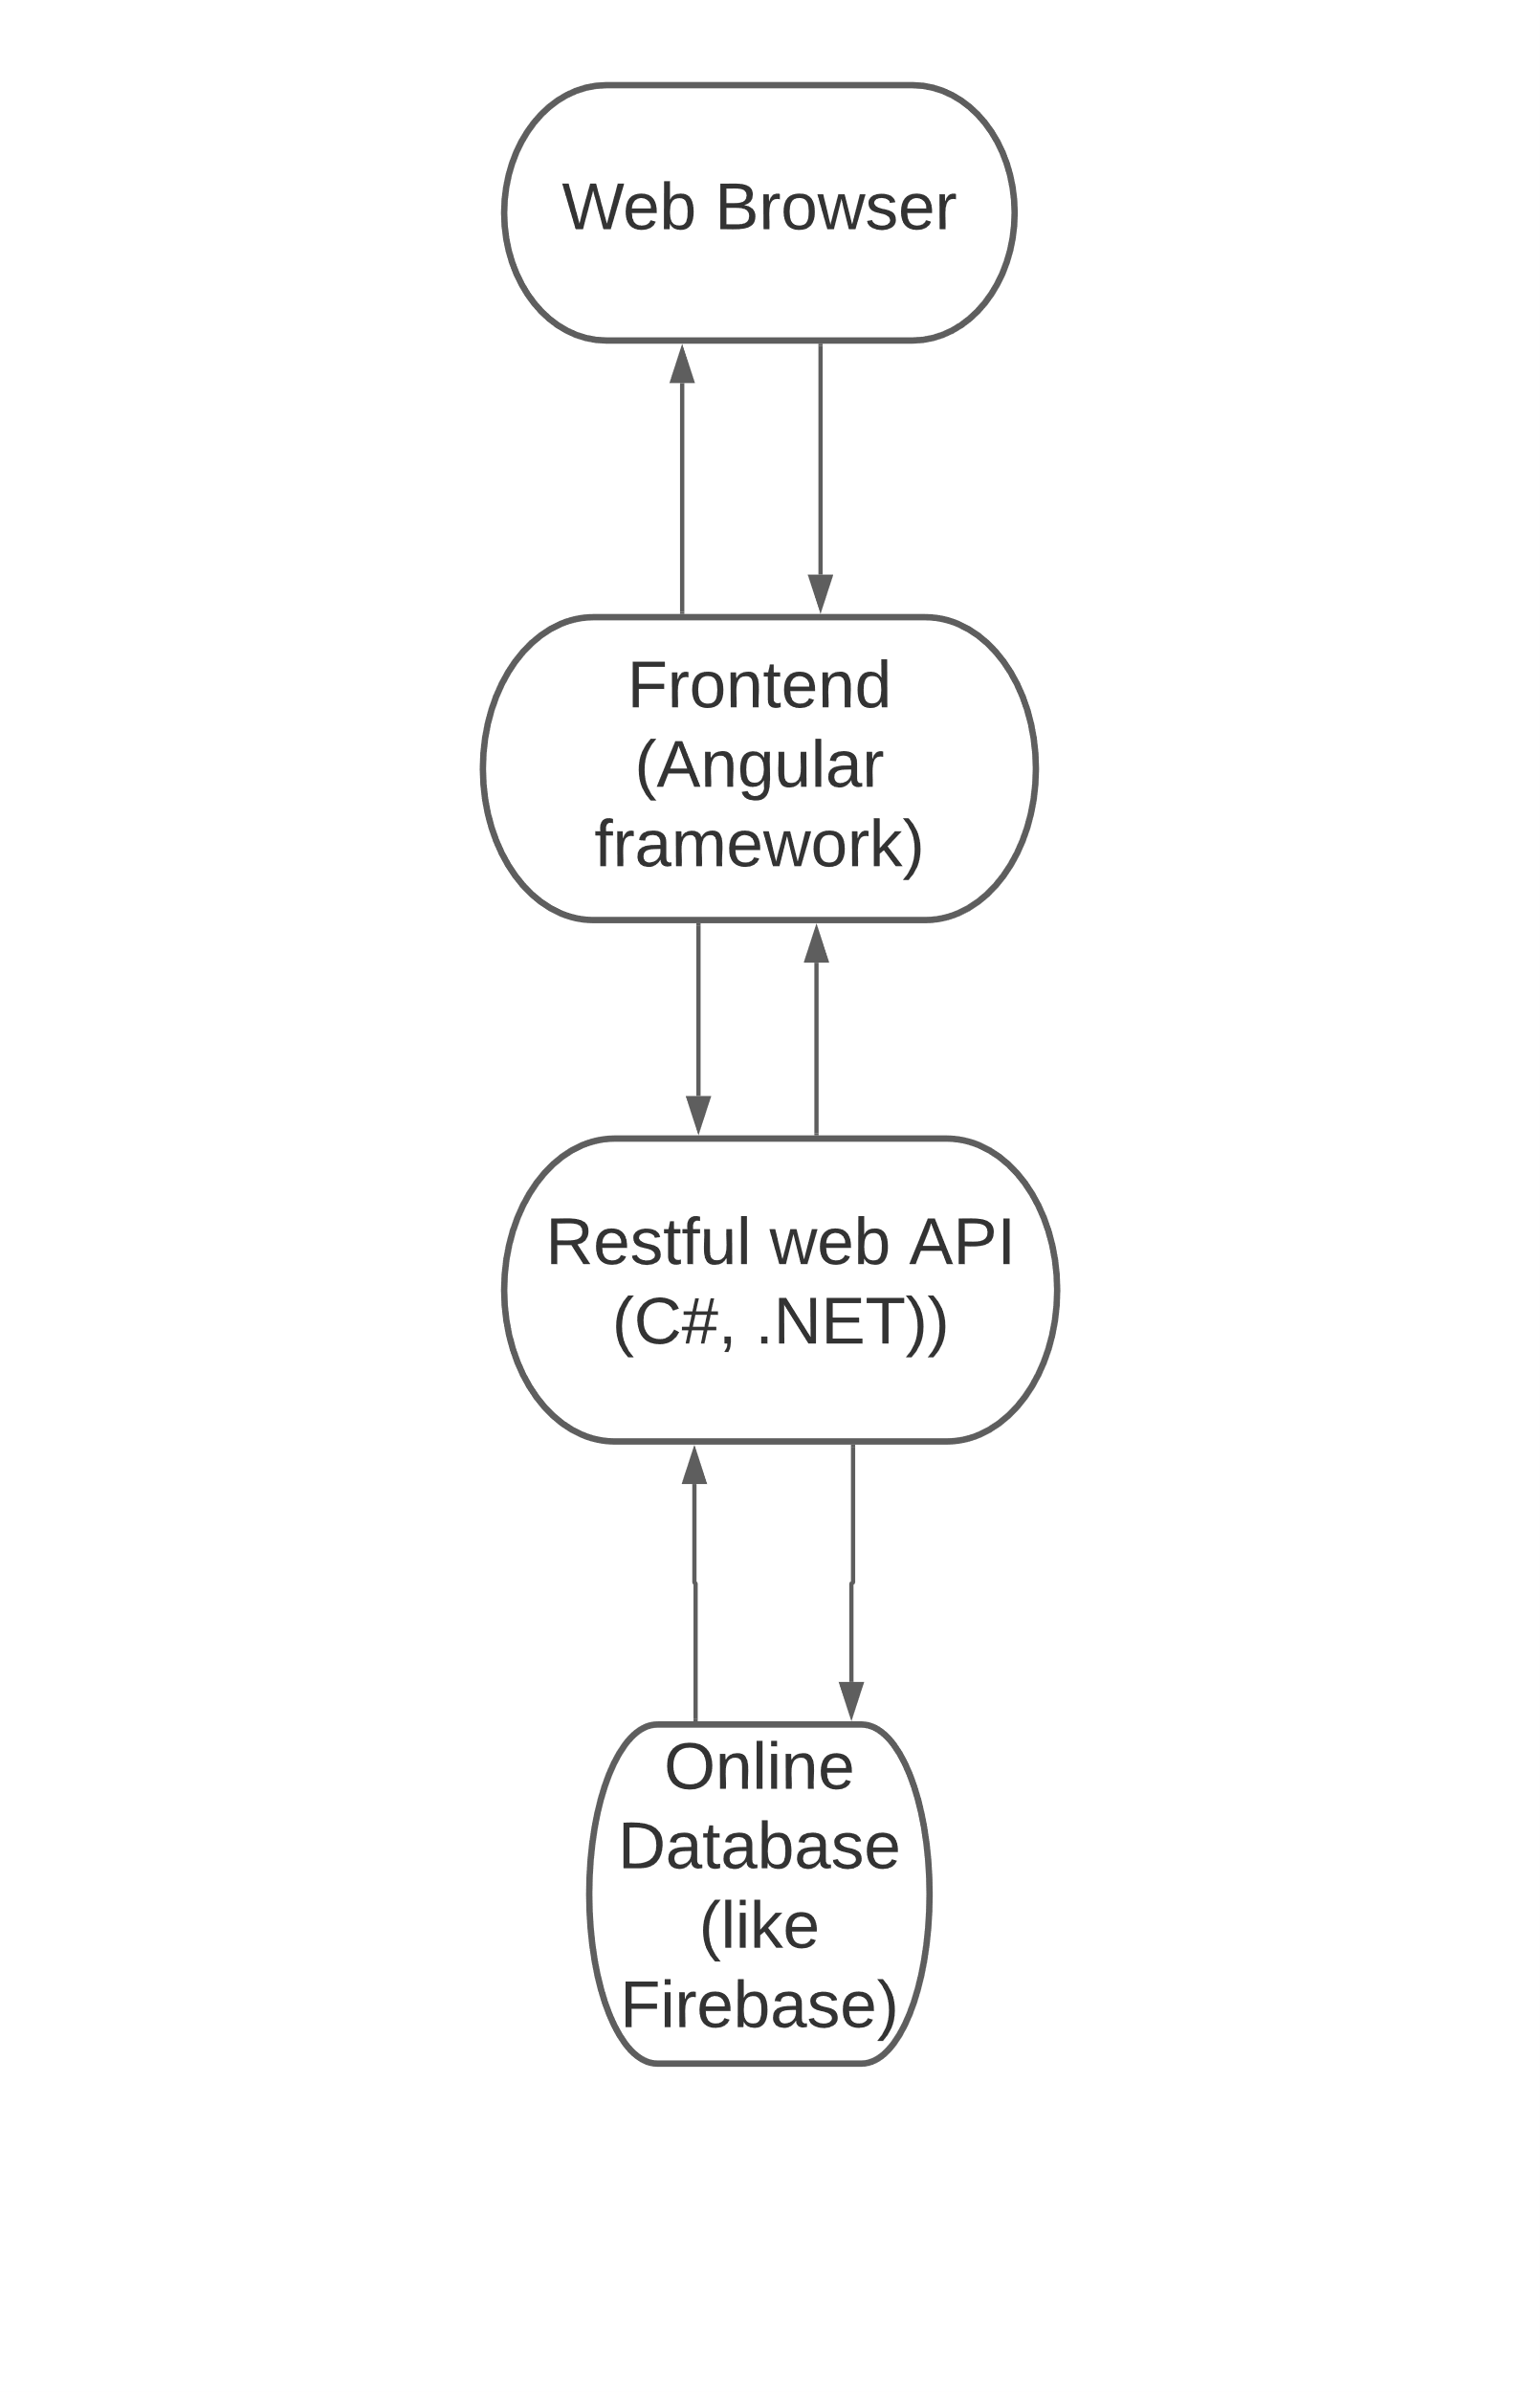 Web Browser
Frontend
(Angular
framework)
Restful web API
(C#, .NET))
Online
Database
(like
Firebase)